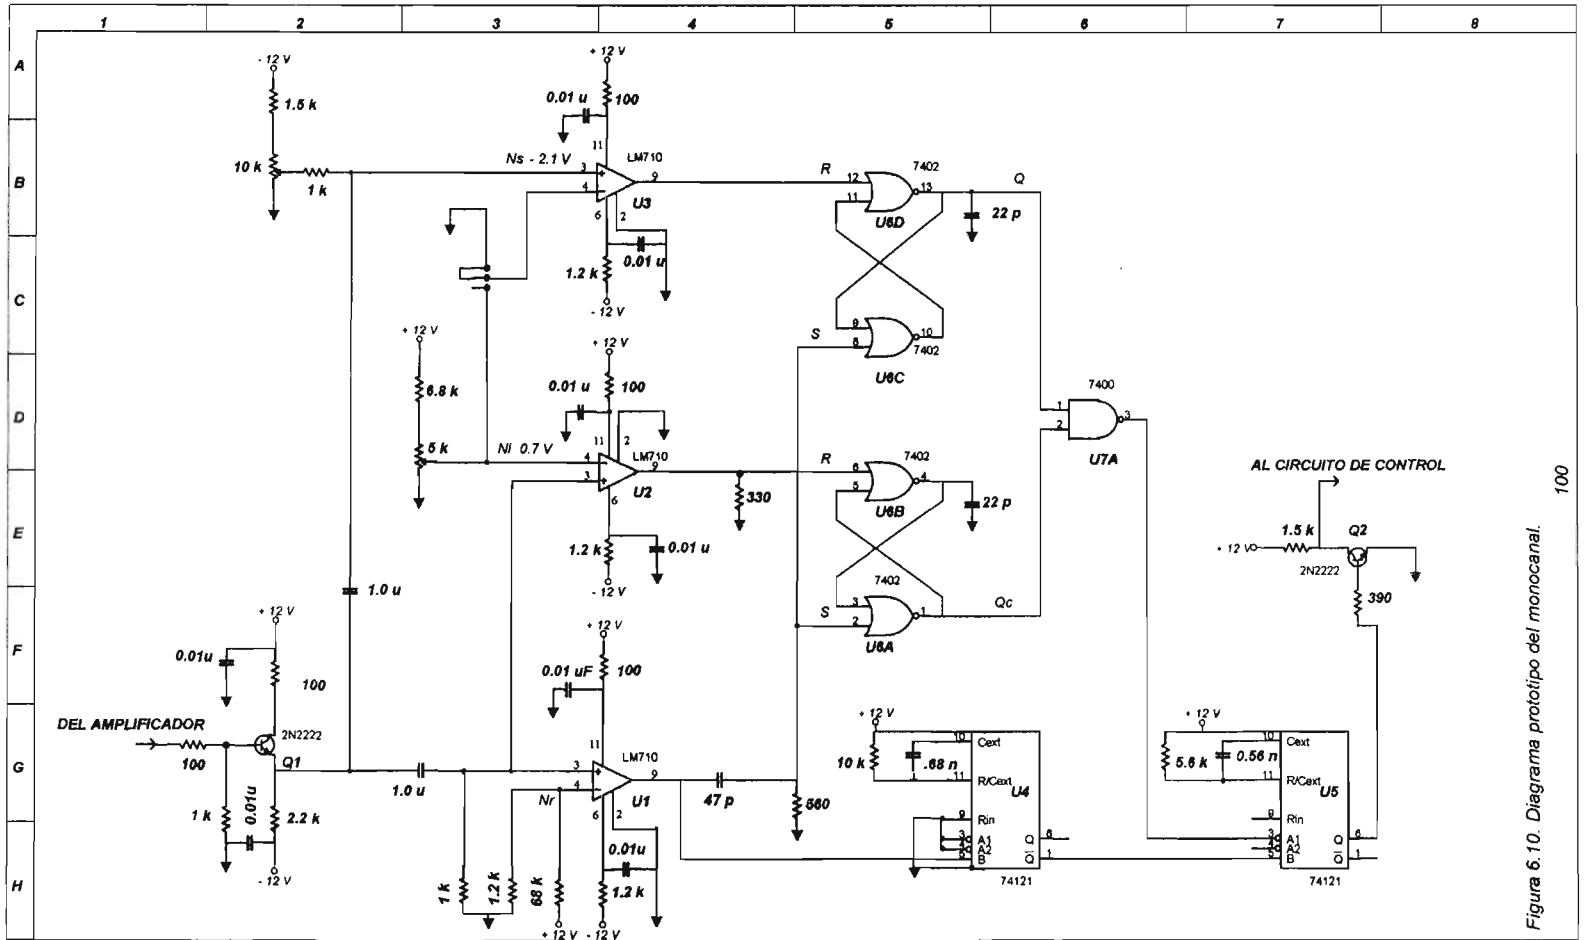 1 2 3 4 5 6 7 8
A
B
C
D
E
F
G
H
- 12 V
1.5 k
10 k
1 k
+ 12 V
0.01 u
100
11
Ns - 2.1 V
3
4
LM710
9
U3
6
2
0.01 u
1.2 k
- 12 V
+ 12 V
6.8 k
5 k
Ni 0.7 V
+ 12 V
0.01 u
100
11
2
LM710
4
3
9
U2
6
330
1.2 k
0.01 u
- 12 V
1.0 u
+ 12 V
0.01u
100
DEL AMPLIFICADOR
100
2N2222
Q1
1 k
0.01u
2.2 k
- 12 V
1.0 u
+ 12 V
0.01 uF
100
11
LM710
3
4
9
Nr
U1
6
2
0.01u
1.2 k
1 k
1.2 k
68 k
+ 12 V
- 12 V
47 p
560
R
12
11
7402
13
U6D
Q
22 p
S
9
8
10
7402
U6C
R
6
5
7402
4
U6B
22 p
7402
S
3
2
1
U6A
Qc
7400
1
2
3
U7A
+ 12 V
10 k
.68 n
10
Cext
11
R/Cext
U4
9
Rin
3
A1
4
A2
5
B
Q
6
Q
1
74121
+ 12 V
5.6 k
0.56 n
10
Cext
11
R/Cext
U5
9
Rin
3
A1
4
A2
5
B
Q
6
Q
1
74121
AL CIRCUITO DE CONTROL
1.5 k
Q2
+ 12 V
2N2222
390
100
Figura 6.10. Diagrama prototipo del monocanal.